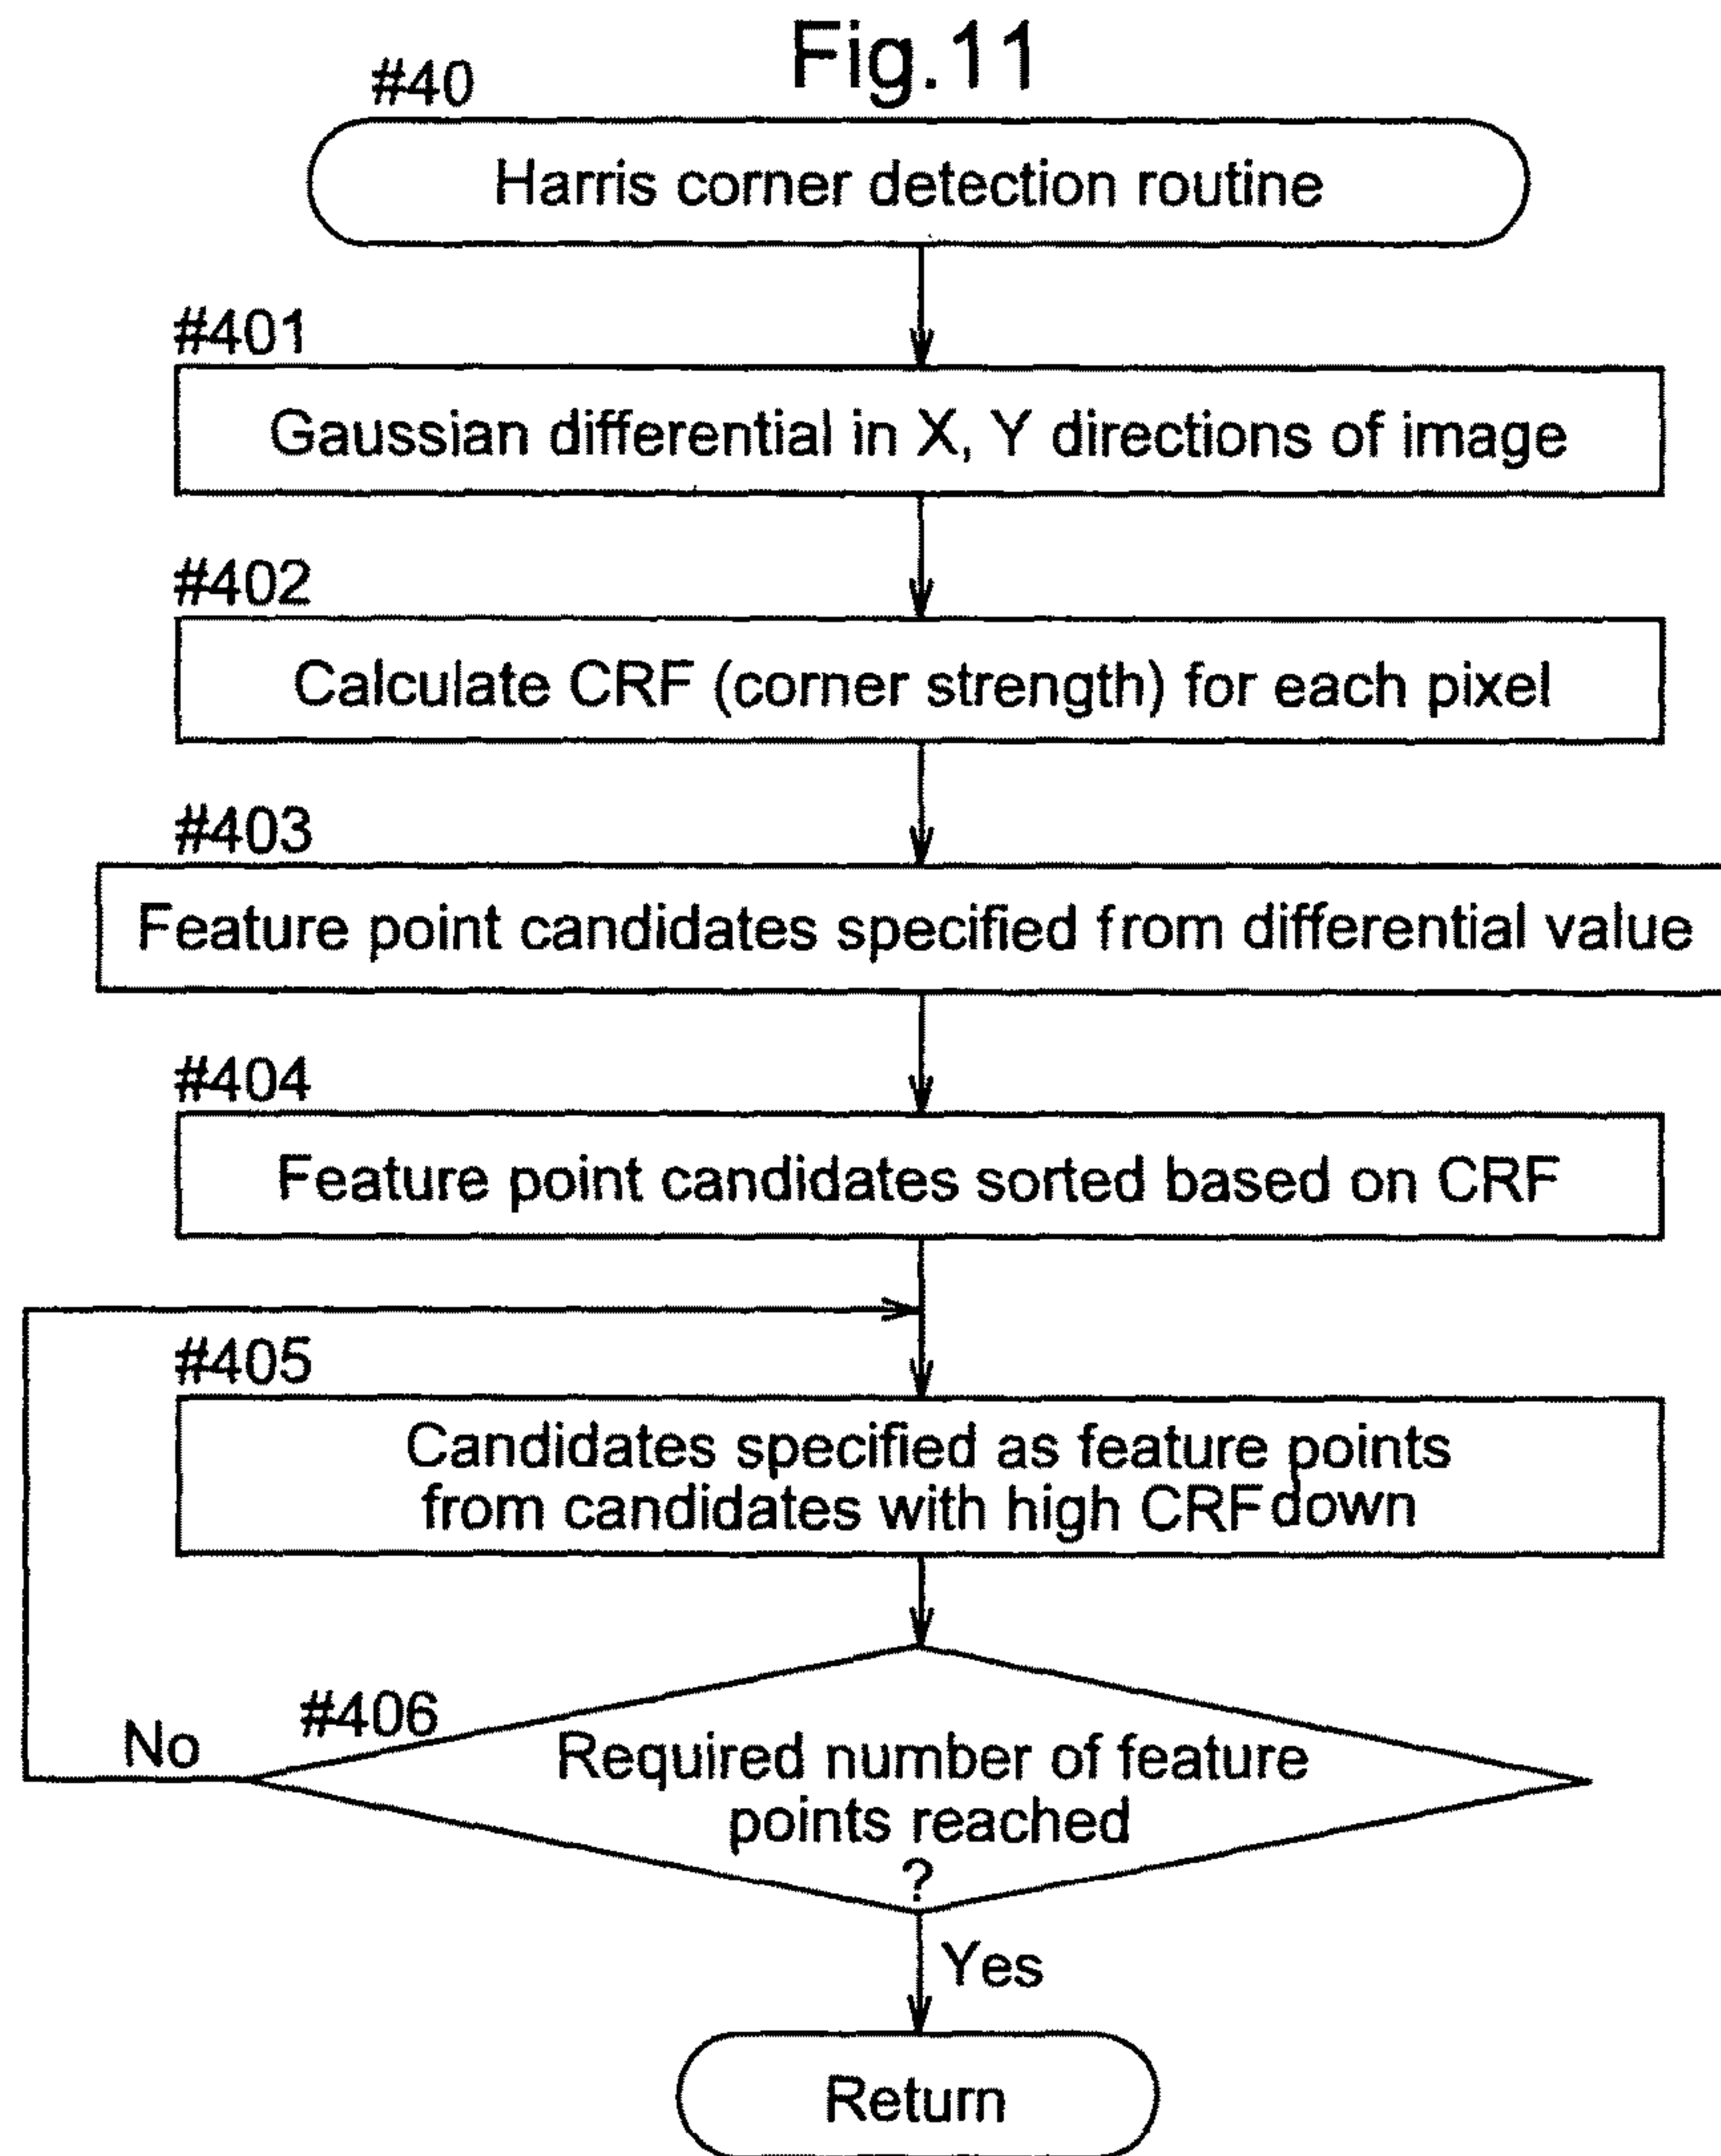 Fig.11
#40
Harris corner detection routine
#401
Gaussian differential in X, Y directions of image
#402
Calculate CRF (corner strength) for each pixel
#403
Feature point candidates specified from differential value
#404
Feature point candidates sorted based on CRF
#405
Candidates specified as feature points
from candidates with high CRF down
#406
No
Required number of feature
points reached
?
Yes
Return